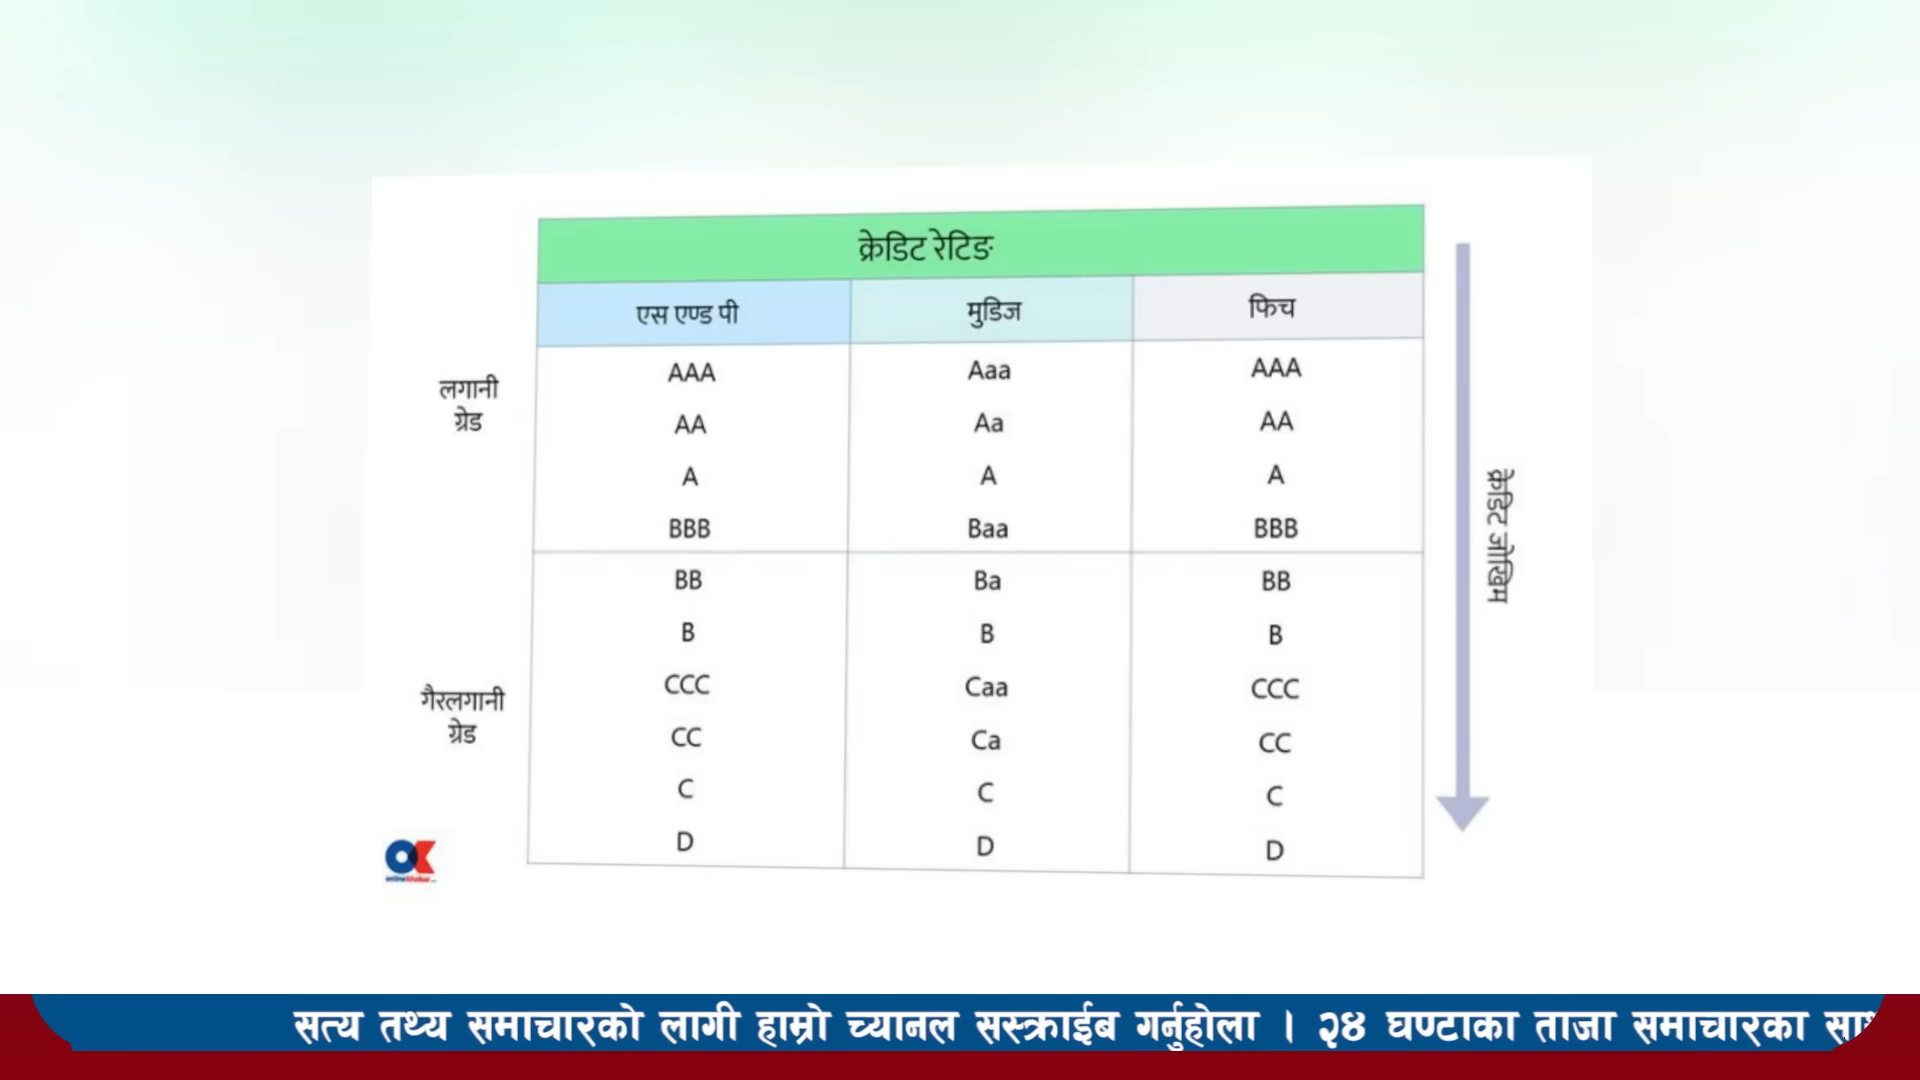 क्रेडिट रेटिङ
एस एण्ड पी मुडिज फिच
लगानी
ग्रेड
AAA Aaa AAA
AA Aa AA
A A A
BBB Baa BBB
BB Ba BB
B B B
गैरलगानी
ग्रेड
CCC Caa CCC
CC Ca CC
C C C
D D D
क्रेडिट जोखिम
OK
सत्य तथ्य समाचारको लागी हाम्रो च्यानल सस्क्राईब गर्नुहोला । २४ घण्टाका ताजा समाचारका